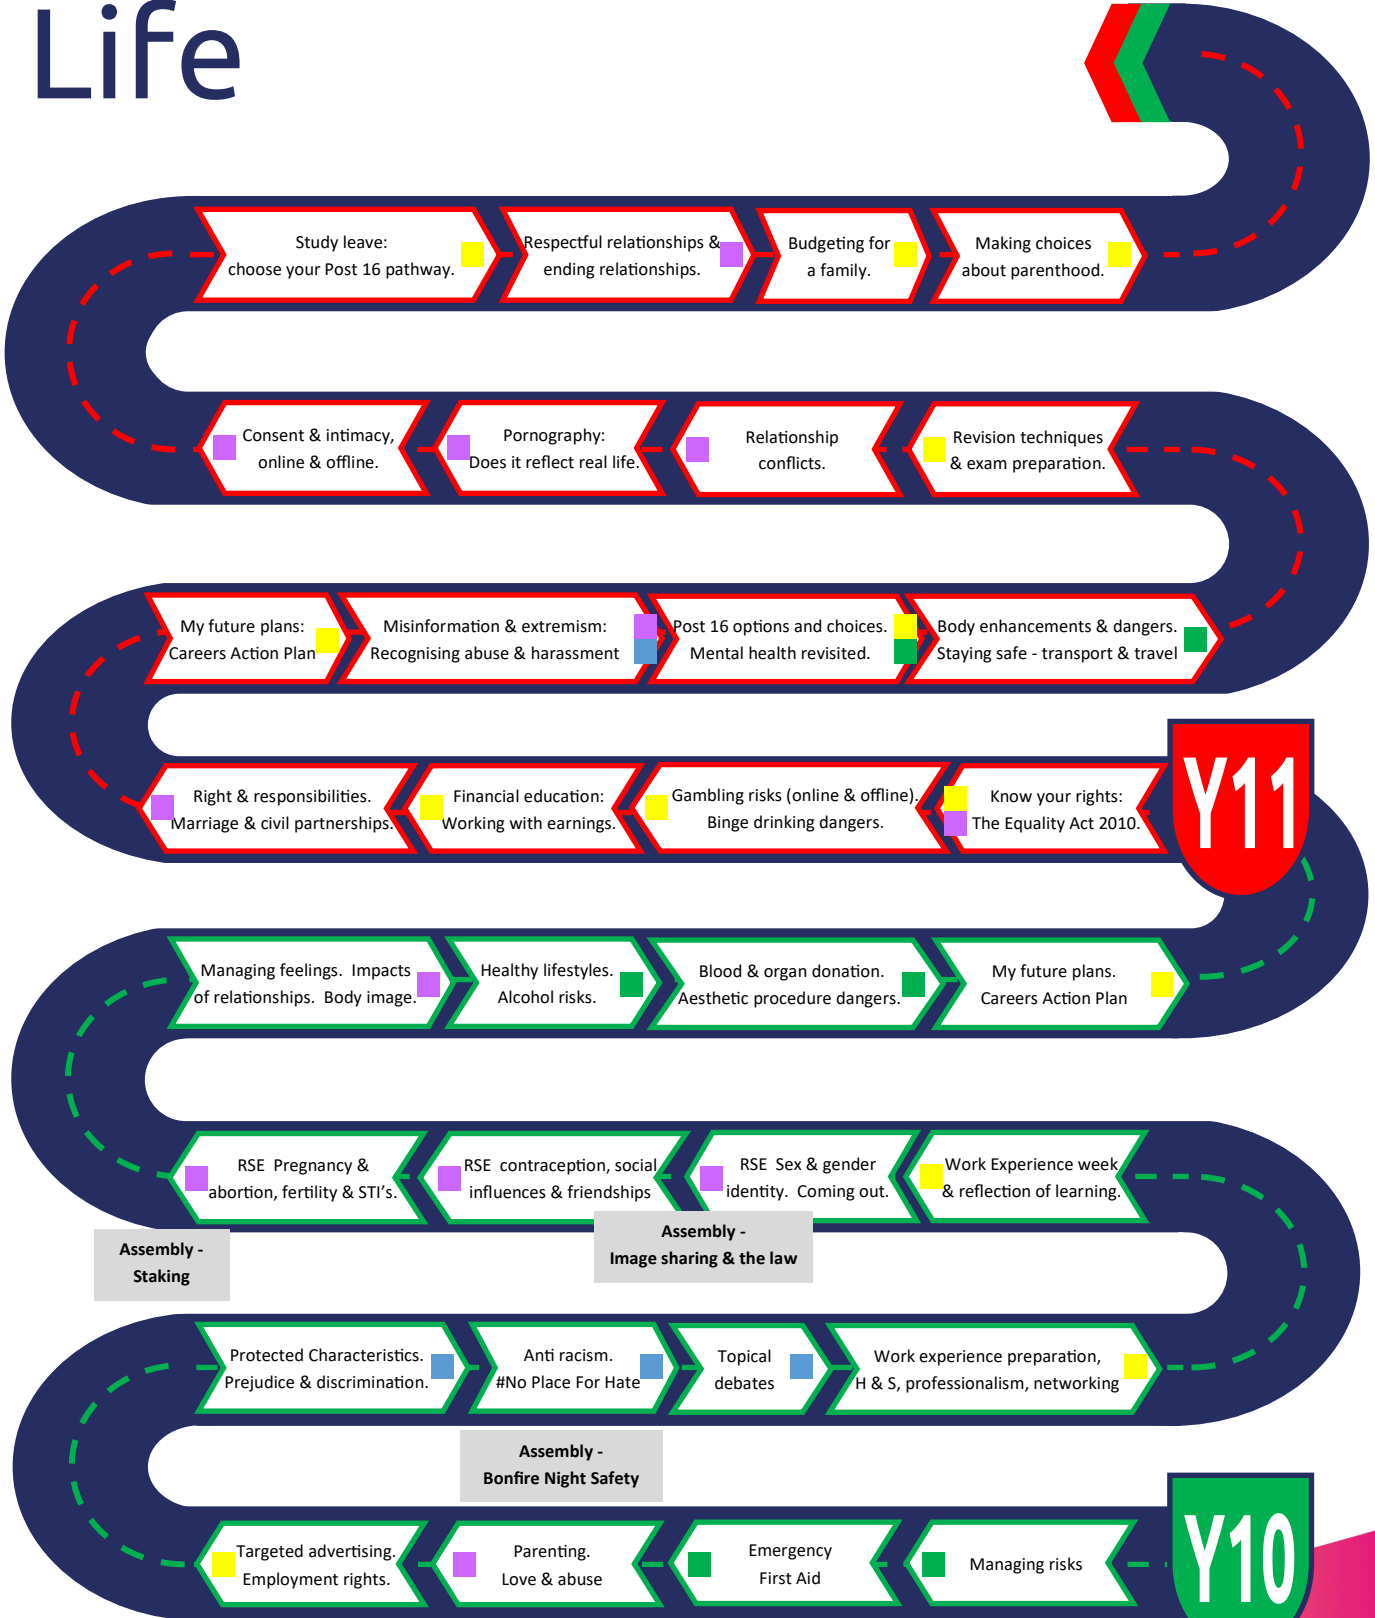 Life
Study leave:
choose your Post 16 pathway.
Respectful relationships &
ending relationships.
Budgeting for
a family.
Making choices
about parenthood.
Consent & intimacy,
online & offline.
Pornography:
Does it reflect real life.
Relationship
conflicts.
Revision techniques
& exam preparation.
My future plans:
Careers Action Plan
Misinformation & extremism:
Recognising abuse & harassment
Post 16 options and choices.
Mental health revisited.
Body enhancements & dangers.
Staying safe - transport & travel
Right & responsibilities.
Marriage & civil partnerships.
Financial education:
Working with earnings.
Gambling risks (online & offline).
Binge drinking dangers.
Know your rights:
The Equality Act 2010.
Y11
Managing feelings.  Impacts
of relationships.  Body image.
Healthy lifestyles.
Alcohol risks.
Blood & organ donation.
Aesthetic procedure dangers.
My future plans.
Careers Action Plan
RSE  Pregnancy &
abortion, fertility & STI's.
RSE  contraception, social
influences & friendships
RSE  Sex & gender
identity.  Coming out.
Work Experience week
& reflection of learning.
Assembly -
Staking
Assembly -
Image sharing & the law
Protected Characteristics.
Prejudice & discrimination.
Anti racism.
#No Place For Hate
Topical
debates
Work experience preparation,
H & S, professionalism, networking
Assembly -
Bonfire Night Safety
Targeted advertising.
Employment rights.
Parenting.
Love & abuse
Emergency
First Aid
Managing risks
Y10